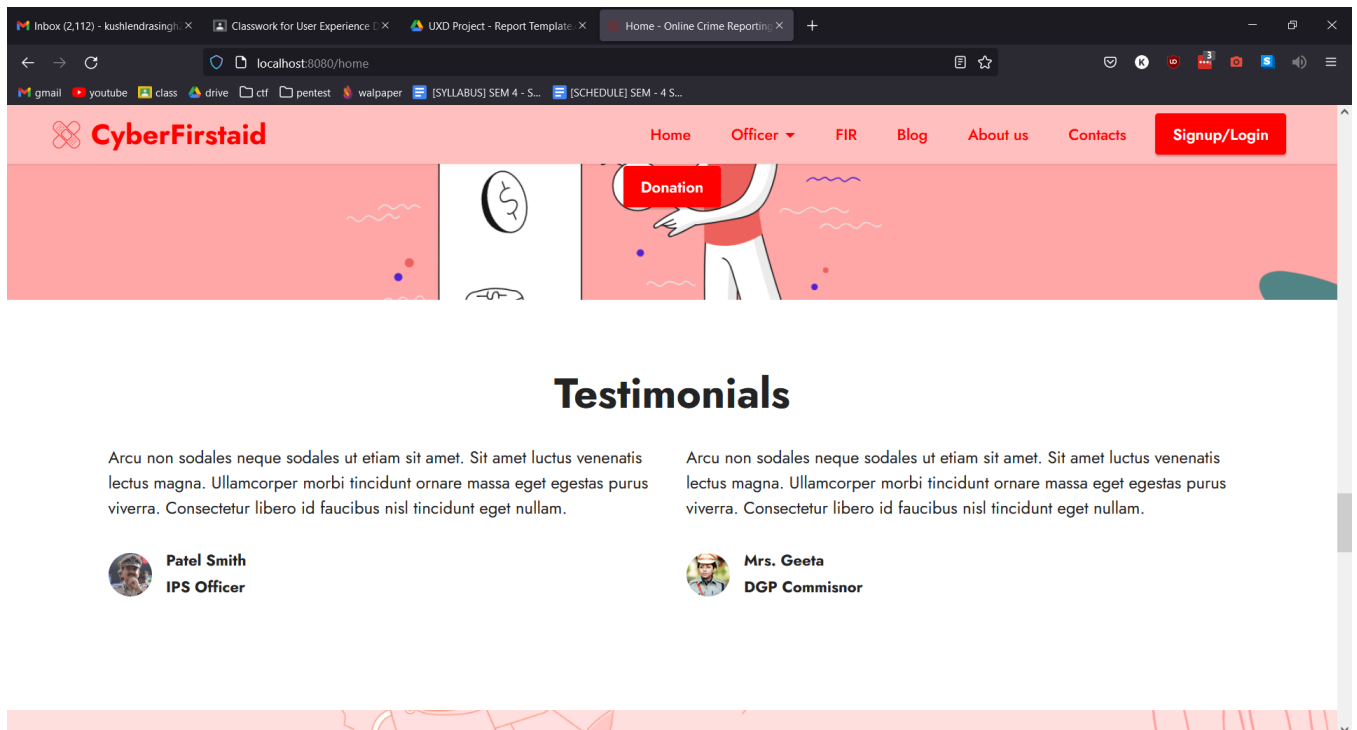 Inbox (2,112) - kushlendrasingh
Classwork for User Experience D
UXD Project - Report Template.
Home - Online Crime Reporting
localhost:8080/home
K
3
S
gmail youtube class drive ctf pentest walpaper [SYLLABUS] SEM 4 - S... [SCHEDULE] SEM - 4 S...
CyberFirstaid Home Officer FIR Blog About us Contacts Signup/Login
Donation
Testimonials
Arcu non sodales neque sodales ut etiam sit amet. Sit amet luctus venenatis
lectus magna. Ullamcorper morbi tincidunt ornare massa eget egestas purus
viverra. Consectetur libero id faucibus nisl tincidunt eget nullam.
Patel Smith
IPS Officer
Arcu non sodales neque sodales ut etiam sit amet. Sit amet luctus venenatis
lectus magna. Ullamcorper morbi tincidunt ornare massa eget egestas purus
viverra. Consectetur libero id faucibus nisl tincidunt eget nullam.
Mrs. Geeta
DGP Commisnor